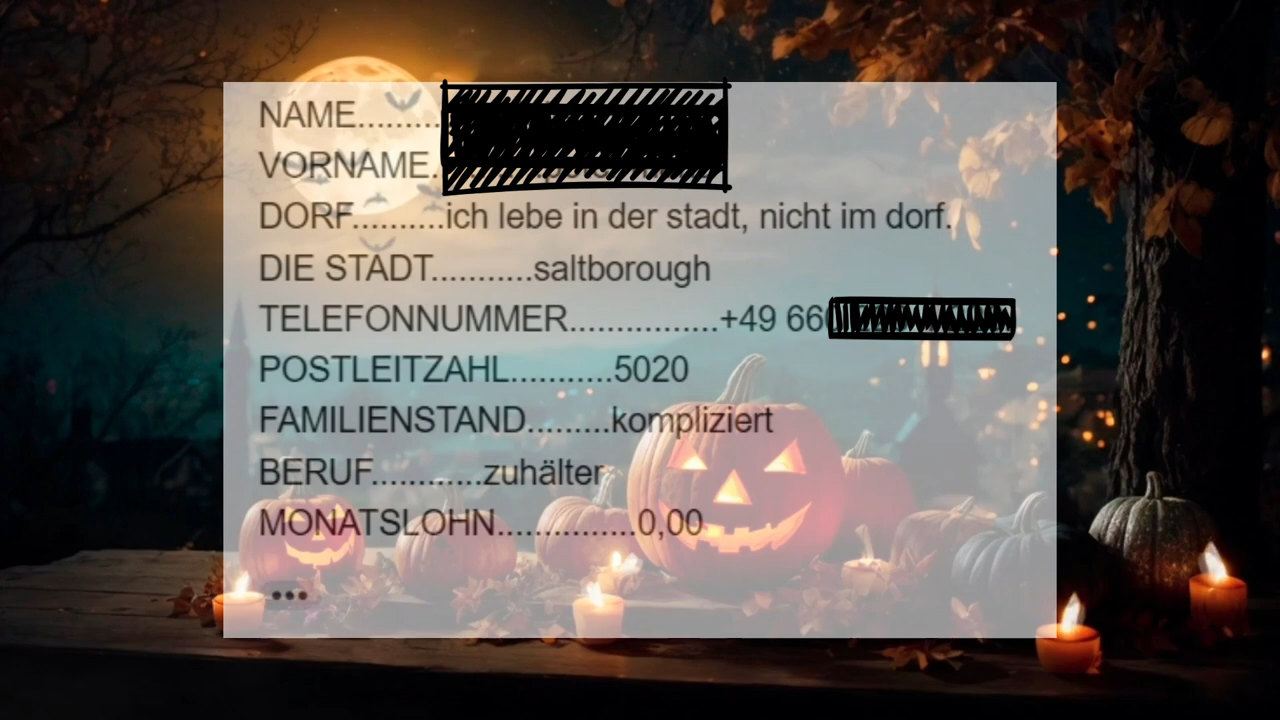 NAME.........
VORNAME.
DORF..........ich lebe in der stadt, nicht im dorf.
DIE STADT...........saltborough
TELEFONNUMMER................+49 66
POSTLEITZAHL...........5020
FAMILIENSTAND.........kompliziert
BERUF............zuhälter
MONATSLOHN...............0,00
...